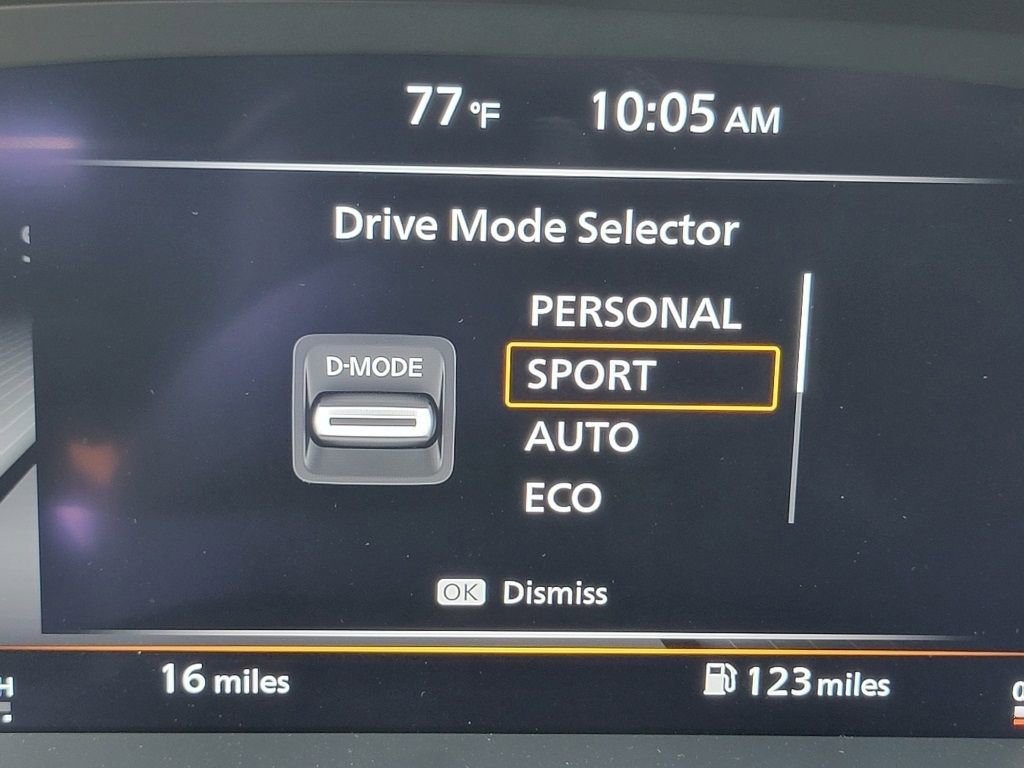 77 °F 10:05 AM
Drive Mode Selector
PERSONAL
D-MODE
SPORT
AUTO
ECO
OK Dismiss
16 miles 123 miles